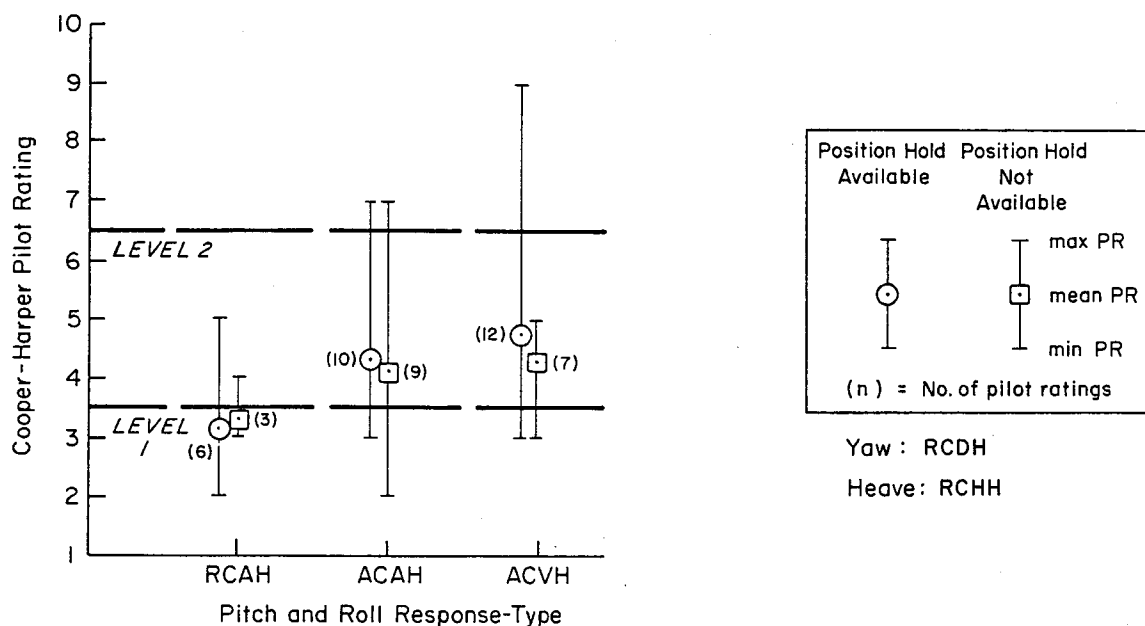 Cooper-Harper Pilot Rating
10
9
8
7
6
5
4
3
2
1
LEVEL 2
LEVEL
1
(6)
(3)
(10)
(9)
(12)
(7)
RCAH
ACAH
ACVH
Pitch and Roll Response-Type
Position Hold Position Hold
Available Not
Available
max PR
mean PR
min PR
(n) = No. of pilot ratings
Yaw: RCDH
Heave: RCHH